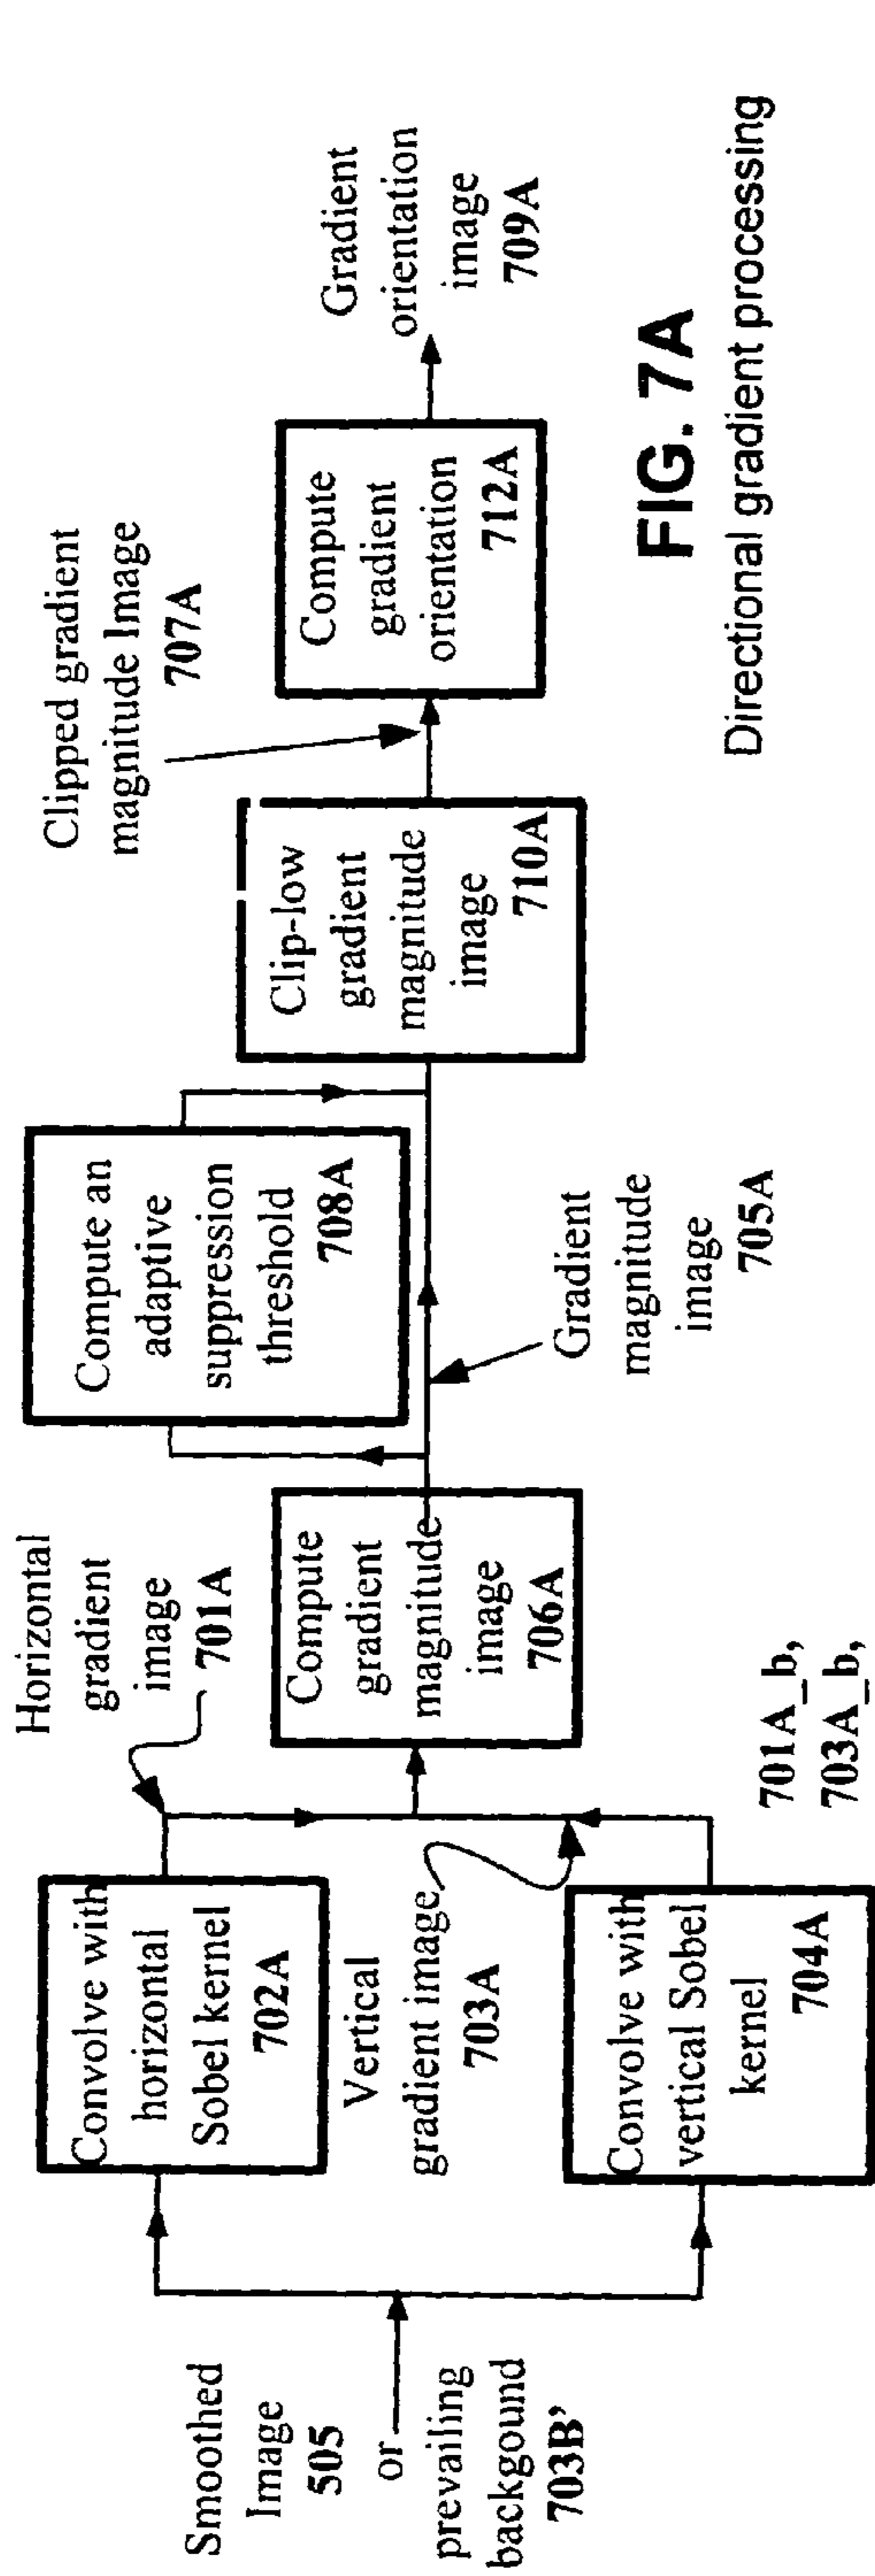 Smoothed
Image
505
or
prevailing
backgound
703B'
Convolve with
horizontal
Sobel kernel
702A
Vertical
gradient image
703A
Convolve with
vertical Sobel
kernel
704A
Horizontal
gradient
image
701A
701A_b,
703A_b,
Compute
gradient
magnitude
image
706A
Compute an
adaptive
suppression
threshold
708A
Gradient
magnitude
image
705A
Clip-low
gradient
magnitude
image
710A
Clipped gradient
magnitude Image
707A
Compute
gradient
orientation
712A
Gradient
orientation
image
709A
FIG. 7A
Directional gradient processing